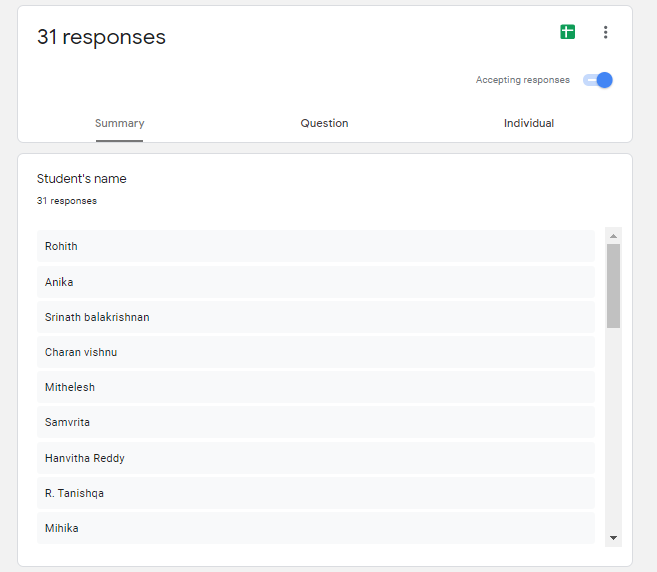 31 responses
Accepting responses
Summary Question Individual
Student's name
31 responses
Rohith
Anika
Srinath balakrishnan
Charan vishnu
Mithelesh
Samvrita
Hanvitha Reddy
R. Tanishqa
Mihika